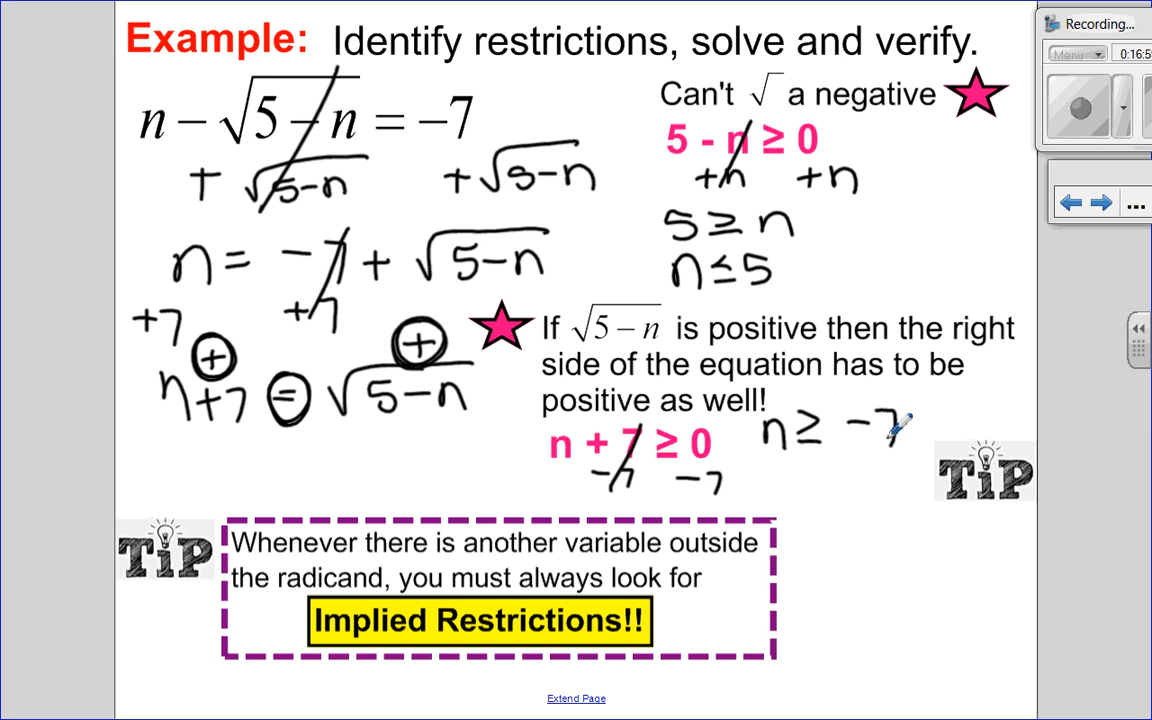 Example: Identify restrictions, solve and verify.
n − √5 − n = −7
+ √5−n +√5−n
n = −7 + √5−n
+7 +7
+ +
n+7 = √5−n
Can't √ a negative
5 - n ≥ 0
+n +n
5 ≥ n
n ≤ 5
If √5 − n is positive then the right
side of the equation has to be
positive as well!
n + 7 ≥ 0
−7 −7
n ≥ −7
TiP
TiP
Whenever there is another variable outside
the radicand, you must always look for
Implied Restrictions!!
Extend Page
Recording...
Menu
0:16:5
...